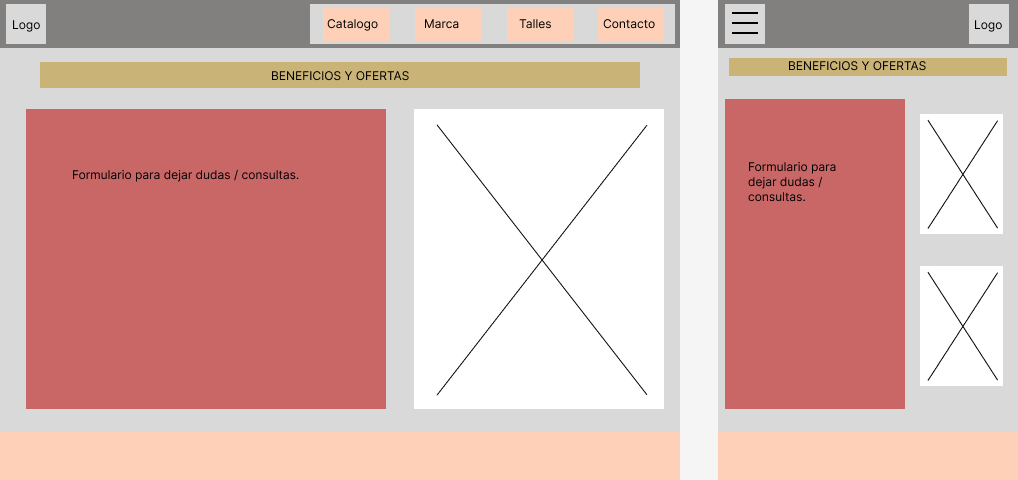 Logo
Catalogo
Marca
Talles
Contacto
BENEFICIOS Y OFERTAS
Formulario para dejar dudas / consultas.
Logo
BENEFICIOS Y OFERTAS
Formulario para
dejar dudas /
consultas.